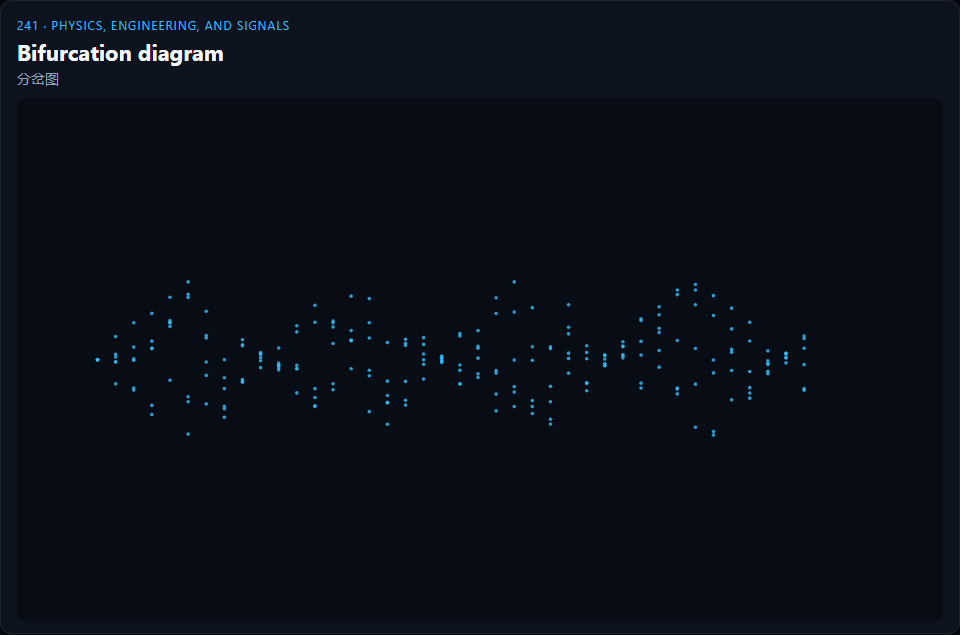 241 · PHYSICS, ENGINEERING, AND SIGNALS
Bifurcation diagram
分岔图